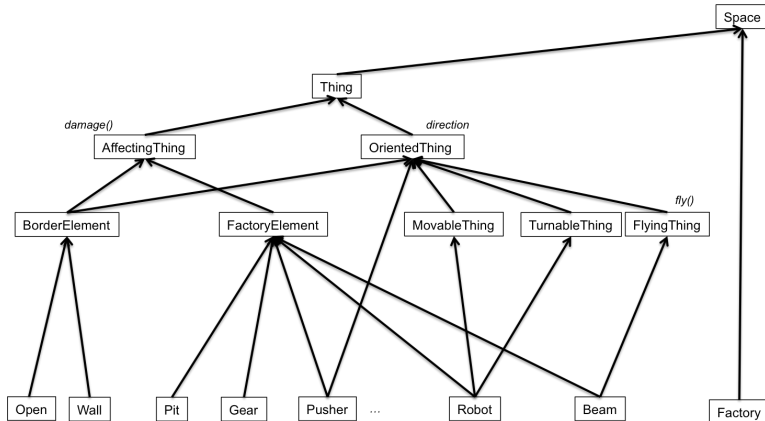 Space
Thing
damage()
direction
AffectingThing
OrientedThing
fly()
BorderElement
FactoryElement
MovableThing
TurnableThing
FlyingThing
Open
Wall
Pit
Gear
Pusher
...
Robot
Beam
Factory